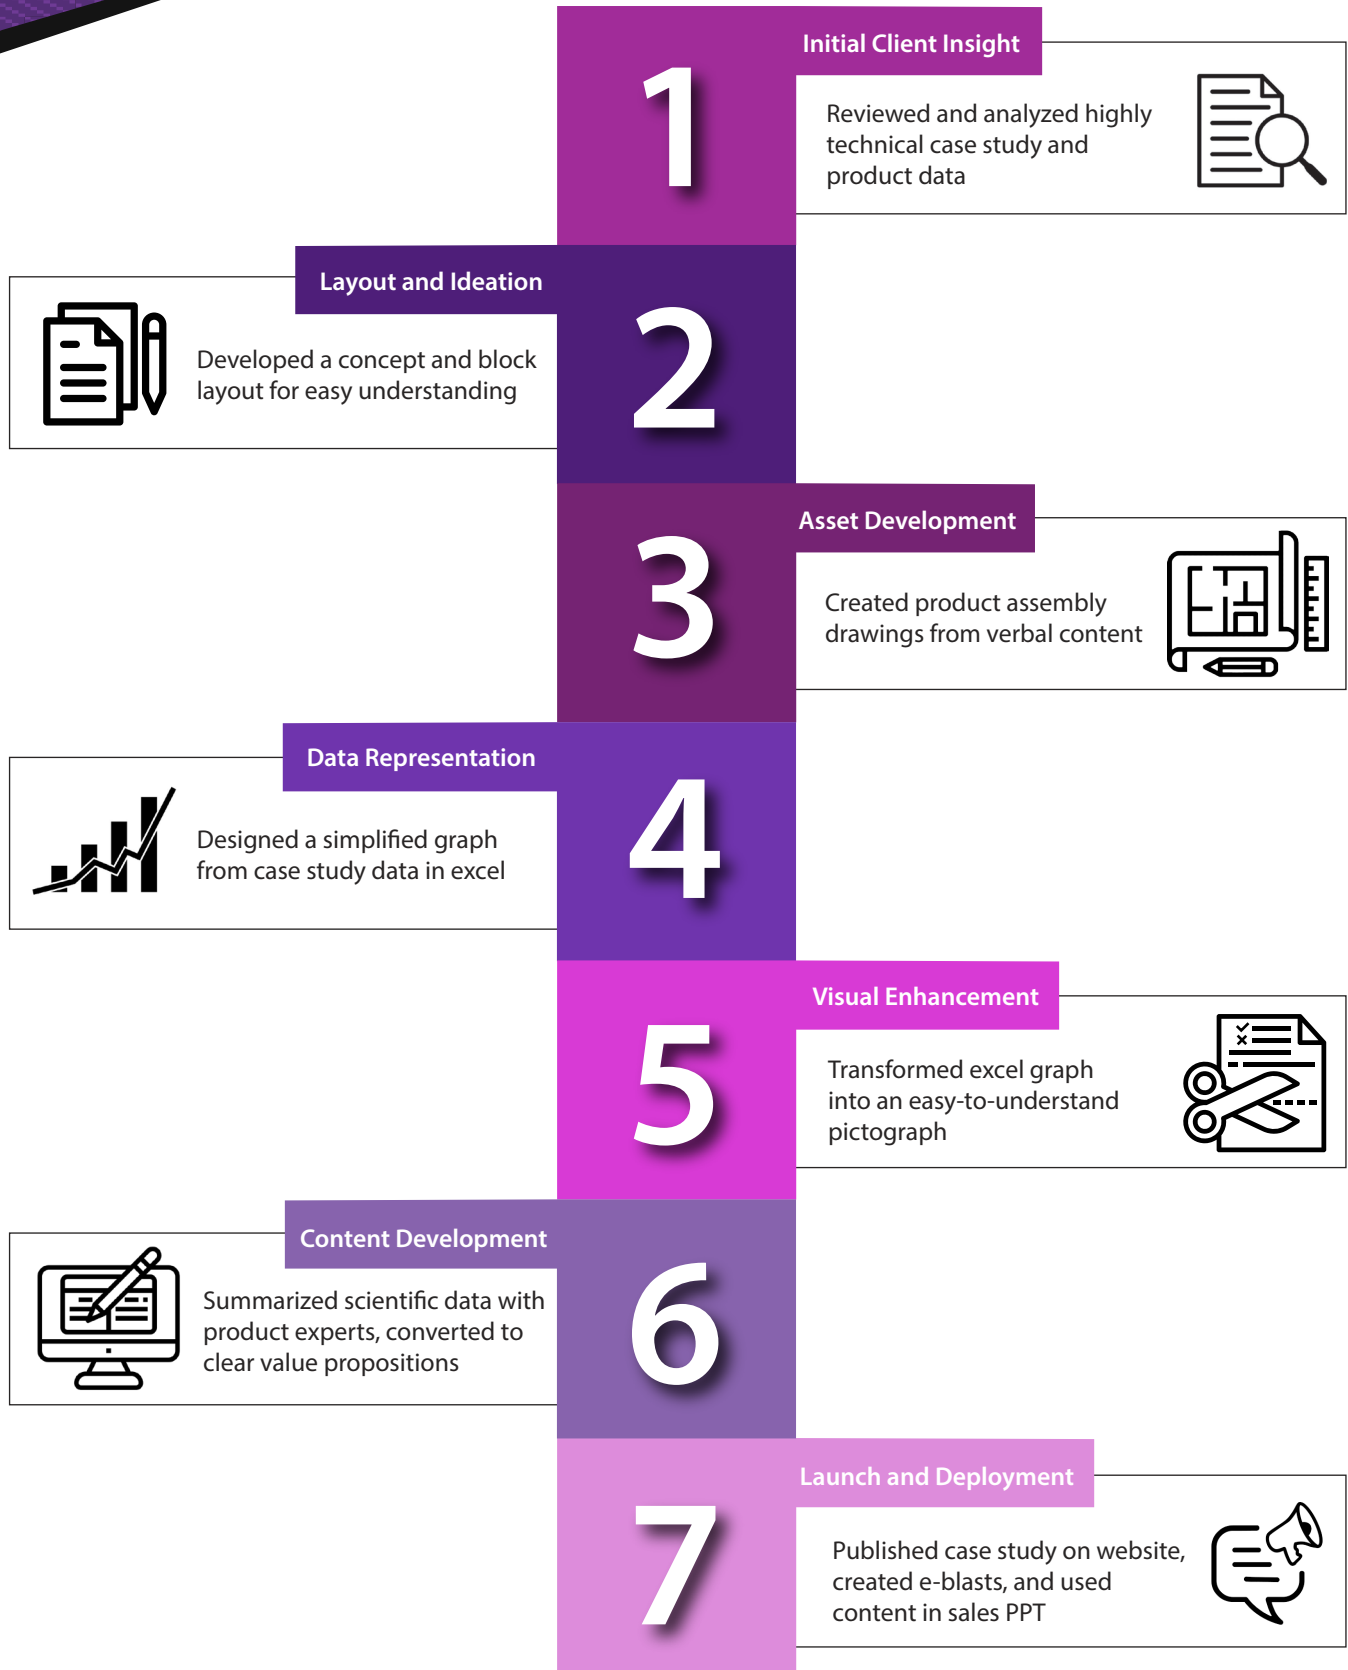 1
Initial Client Insight
Reviewed and analyzed highly
technical case study and
product data
2
Layout and Ideation
Developed a concept and block
layout for easy understanding
3
Asset Development
Created product assembly
drawings from verbal content
4
Data Representation
Designed a simplified graph
from case study data in excel
5
Visual Enhancement
Transformed excel graph
into an easy-to-understand
pictograph
6
Content Development
Summarized scientific data with
product experts, converted to
clear value propositions
7
Launch and Deployment
Published case study on website,
created e-blasts, and used
content in sales PPT